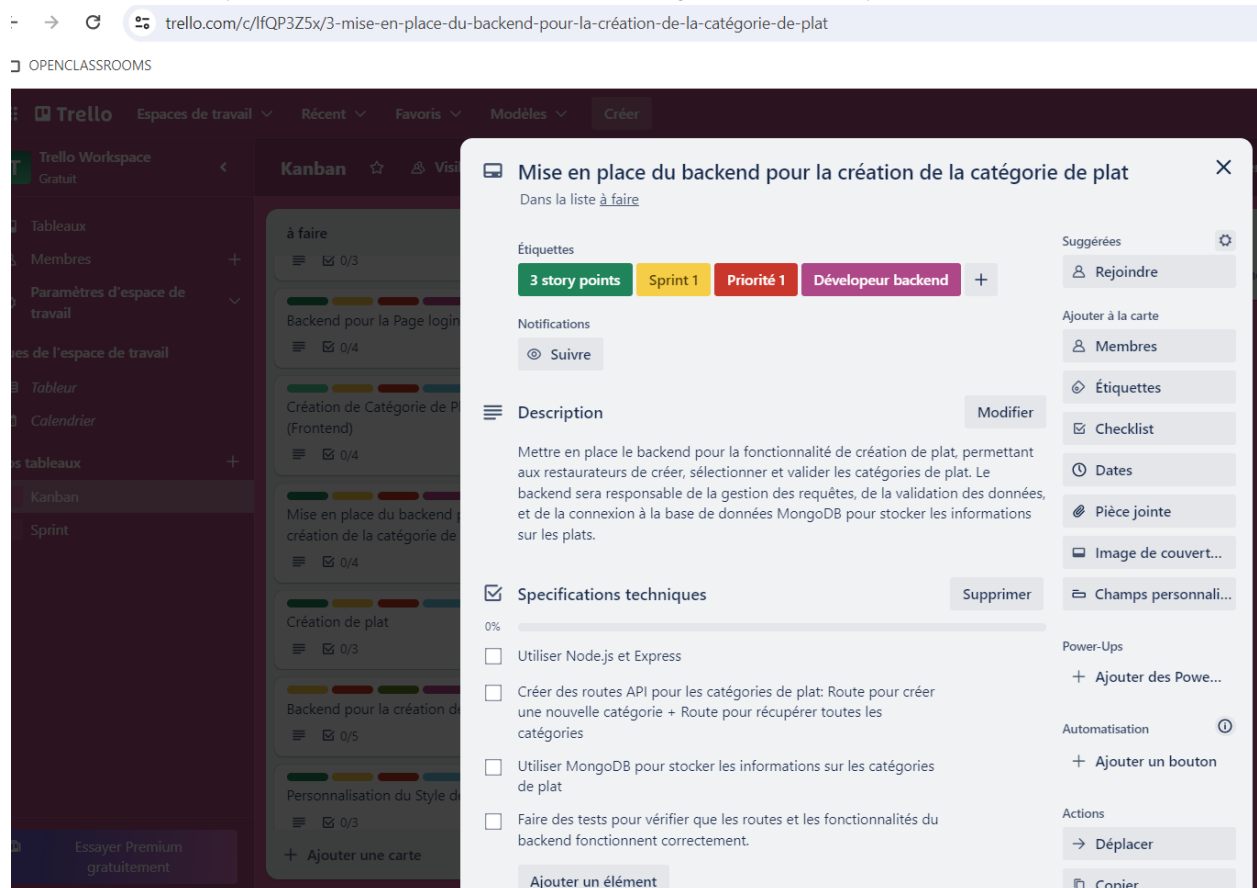 trello.com/c/lfQP3Z5x/3-mise-en-place-du-backend-pour-la-création-de-la-catégorie-de-plat
OPENCLASSROOMS
Trello Espaces de travail Récent Favoris Modèles Créer
Trello Workspace
Gratuit
Tableaux
Membres
Paramètres d'espace de
travail
de l'espace de travail
Tableur
Calendrier
tableaux
Kanban
Sprint
Essayer Premium
gratuitement
Kanban
à faire
0/3
Backend pour la Page login
0/4
Création de Catégorie de
(Frontend)
0/4
Mise en place du backend
création de la catégorie de
0/4
Création de plat
0/3
Backend pour la création
0/5
Personnalisation du Style
0/3
+ Ajouter une carte
Mise en place du backend pour la création de la catégorie de plat
Dans la liste à faire
Étiquettes
3 story points Sprint 1 Priorité 1 Dévelopeur backend +
Notifications
Suivre
Description Modifier
Mettre en place le backend pour la fonctionnalité de création de plat, permettant
aux restaurateurs de créer, sélectionner et valider les catégories de plat. Le
backend sera responsable de la gestion des requêtes, de la validation des données,
et de la connexion à la base de données MongoDB pour stocker les informations
sur les plats.
Specifications techniques Supprimer
0%
Utiliser Node.js et Express
Créer des routes API pour les catégories de plat: Route pour créer
une nouvelle catégorie + Route pour récupérer toutes les
catégories
Utiliser MongoDB pour stocker les informations sur les catégories
de plat
Faire des tests pour vérifier que les routes et les fonctionnalités du
backend fonctionnent correctement.
Ajouter un élément
Suggérées
Rejoindre
Ajouter à la carte
Membres
Étiquettes
Checklist
Dates
Pièce jointe
Image de couvert...
Champs personnali...
Power-Ups
+ Ajouter des Powe...
Automatisation
+ Ajouter un bouton
Actions
Déplacer
Copier